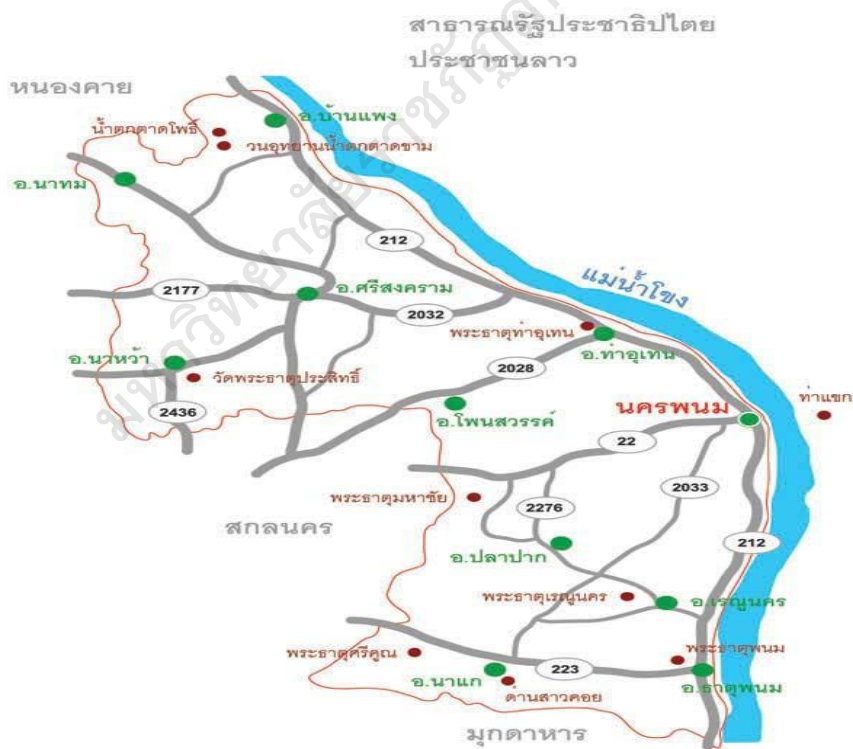 สาธารณรัฐประชาธิปไตย
ประชาชนลาว
หนองคาย
น้ำตกตาดโพธิ์
อ.บ้านแพง
วนอุทยานน้ำตกตาดขาม
อ.นาทม
212
แม่น้ำโขง
2177
อ.ศรีสงคราม
2032
พระธาตุท่าอุเทน
อ.ท่าอุเทน
อ.นาหว้า
วัดพระธาตุประสิทธิ์
2028
2436
อ.โพนสวรรค์
นครพนม
ท่าแขก
22
2033
พระธาตุมหาชัย
2276
สกลนคร
212
อ.ปลาปาก
พระธาตุเรณูนคร
อ.เรณูนคร
พระธาตุศรีคูณ
พระธาตุพนม
223
อ.นาแก
ด่านสาวคอย
อ.ธาตุพนม
มุกดาหาร